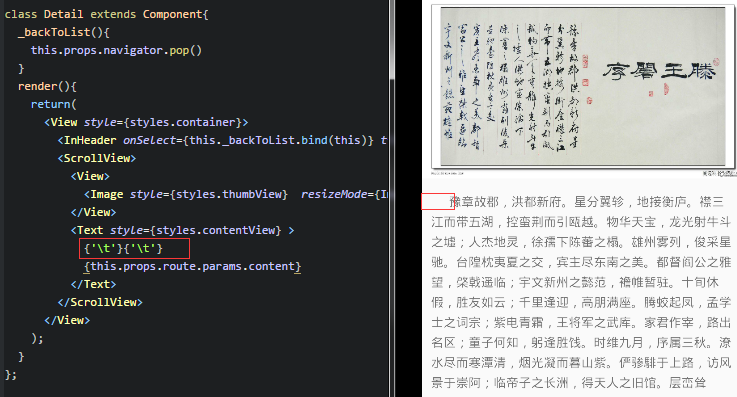 class Detail extends Component{
_backToList(){
this.props.navigator.pop()
}
render(){
return(
<View style={styles.container}>
<InHeader onSelect={this._backToList.bind(this)} t
<ScrollView>
<View>
<Image style={styles.thumbView}  resizeMode={Im
</View>
<Text style={styles.contentView} >
{'\t'}{'\t'}
{this.props.route.params.content}
</Text>
</ScrollView>
</View>
);
}
};
滕王閣序
豫章故郡，洪都新府。星分翼轸，地接衡庐。襟三
江而带五湖，控蛮荆而引瓯越。物华天宝，龙光射牛斗
之墟；人杰地灵，徐孺下陈蕃之榻。雄州雾列，俊采星
驰。台隍枕夷夏之交，宾主尽东南之美。都督阎公之雅
望，棨戟遥临；宇文新州之懿范，襜帷暂驻。十旬休
假，胜友如云；千里逢迎，高朋满座。腾蛟起凤，孟学
士之词宗；紫电青霜，王将军之武库。家君作宰，路出
名区；童子何知，躬逢胜饯。时维九月，序属三秋。潦
水尽而寒潭清，烟光凝而暮山紫。俨骖騑于上路，访风
景于崇阿；临帝子之长洲，得天人之旧馆。层峦耸